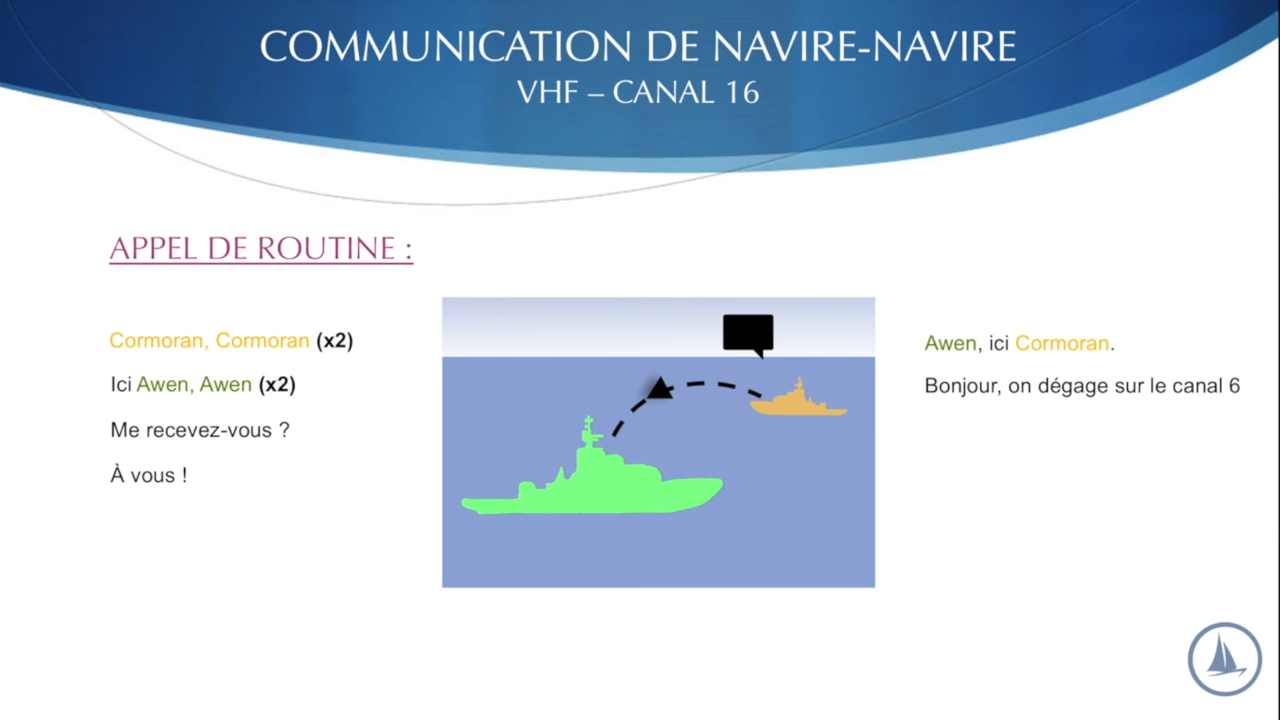 COMMUNICATION DE NAVIRE-NAVIRE
VHF – CANAL 16
APPEL DE ROUTINE :
Cormoran, Cormoran (x2)
Ici Awen, Awen (x2)
Me recevez-vous ?
À vous !
Awen, ici Cormoran.
Bonjour, on dégage sur le canal 6